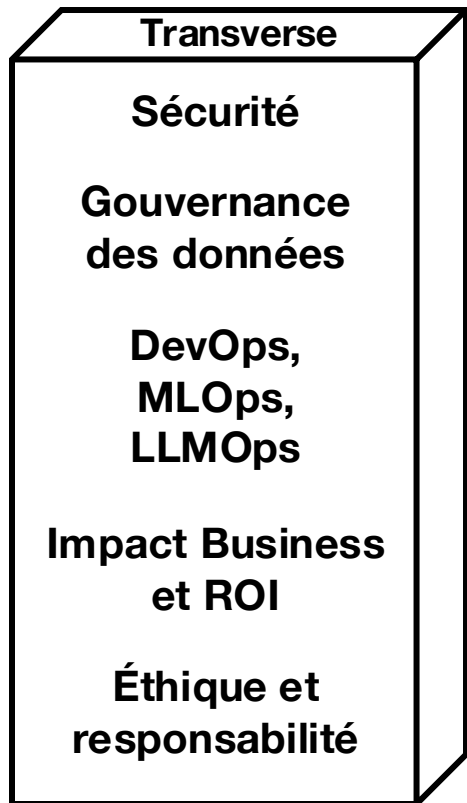 Transverse
Sécurité
Gouvernance
des données
DevOps,
MLOps,
LLMOps
Impact Business
et ROI
Éthique et
responsabilité